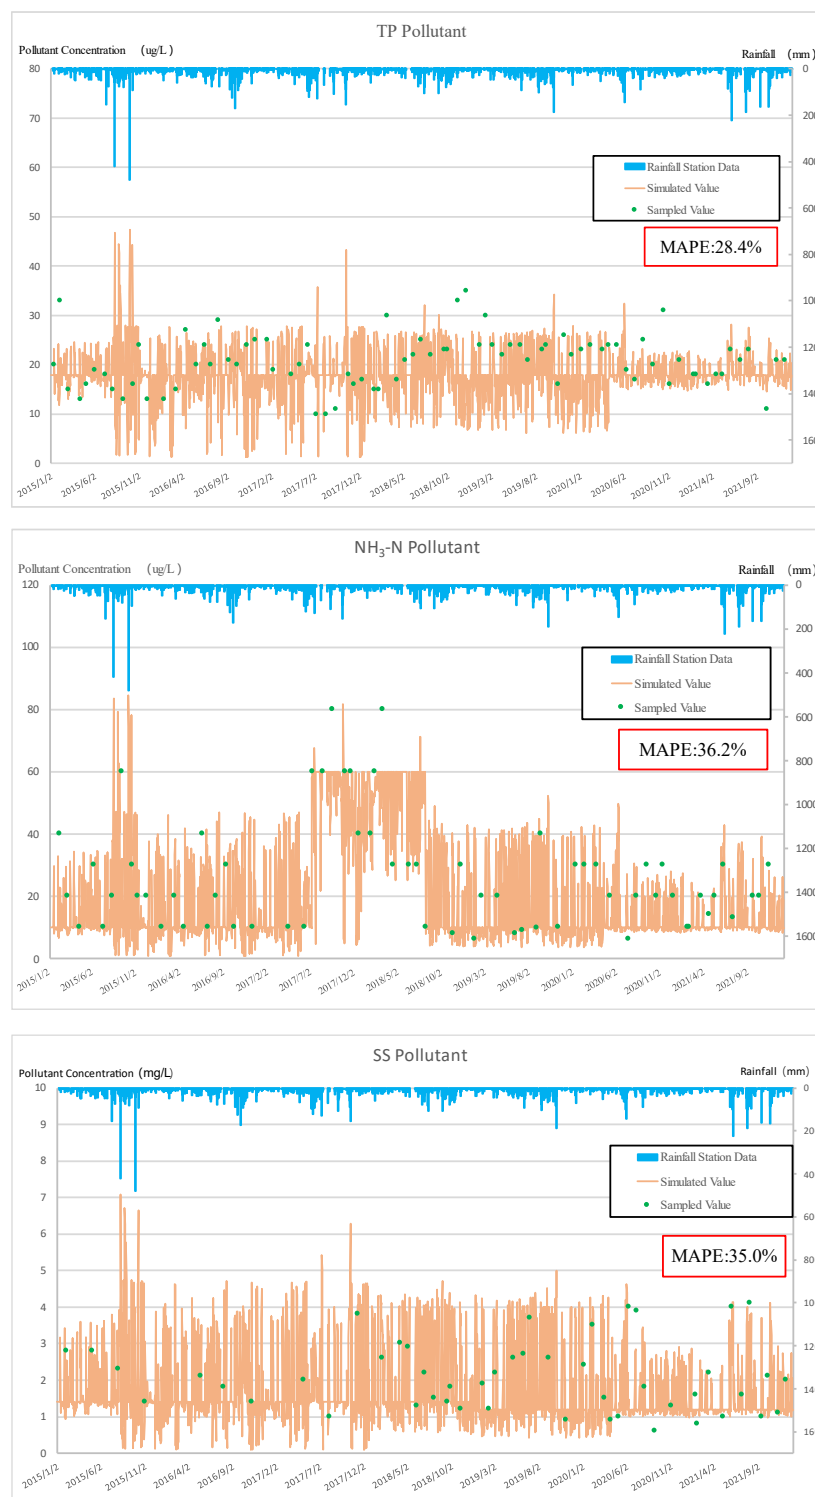 TP Pollutant
Pollutant Concentration (ug/L) Rainfall (mm)
80 0
70
200
60
400
50
600
40
800
30
1000
20
1200
10
1400
0
1600
Rainfall Station Data
Simulated Value
Sampled Value
MAPE:28.4%
2015/1/2 2015/6/2 2015/11/2 2016/4/2 2016/9/2 2017/2/2 2017/7/2 2017/12/2 2018/5/2 2018/10/2 2019/3/2 2019/8/2 2020/1/2 2020/6/2 2020/11/2 2021/4/2 2021/9/2
NH3-N Pollutant
Pollutant Concentration (ug/L) Rainfall (mm)
120 0
200
100
400
80
600
800
60
1000
40
1200
20
1400
1600
0
Rainfall Station Data
Simulated Value
Sampled Value
MAPE:36.2%
2015/1/2 2015/6/2 2015/11/2 2016/4/2 2016/9/2 2017/2/2 2017/7/2 2017/12/2 2018/5/2 2018/10/2 2019/3/2 2019/8/2 2020/1/2 2020/6/2 2020/11/2 2021/4/2 2021/9/2
SS Pollutant
Pollutant Concentration (mg/L) Rainfall (mm)
10 0
9
8
7
6
5
4
3
2
1
0
20
40
60
80
10
12
14
16
Rainfall Station Data
Simulated Value
Sampled Value
MAPE:35.0%
2015/1/2 2015/6/2 2015/11/2 2016/4/2 2016/9/2 2017/2/2 2017/7/2 2017/12/2 2018/5/2 2018/10/2 2019/3/2 2019/8/2 2020/1/2 2020/6/2 2020/11/2 2021/4/2 2021/9/2